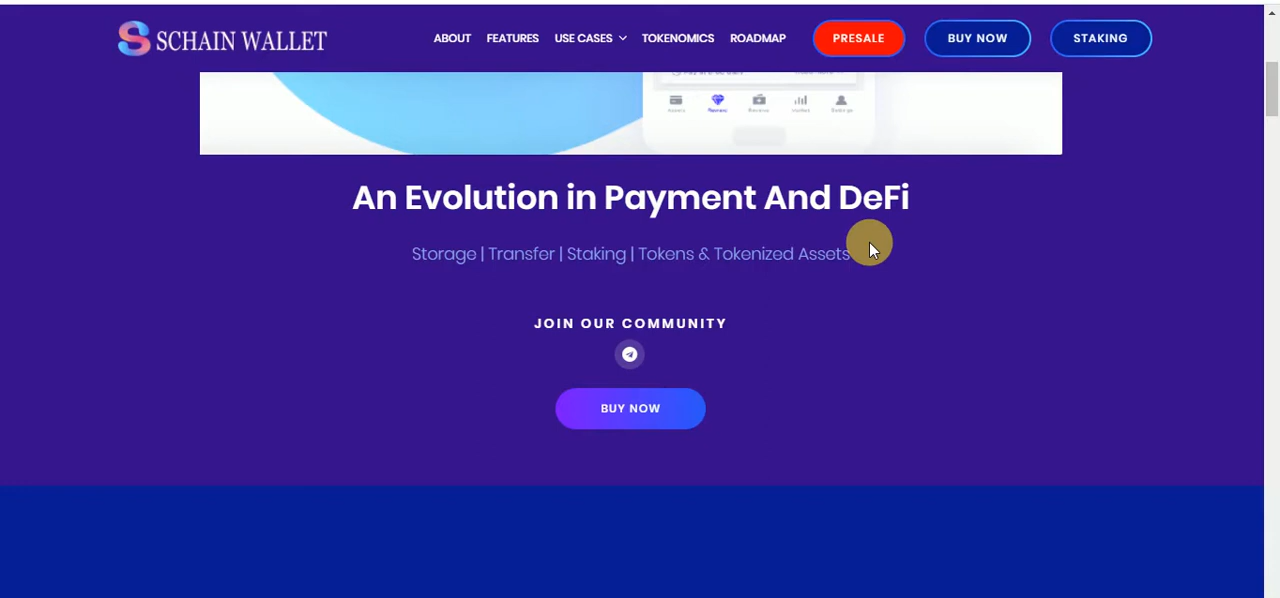 SCHAIN WALLET
ABOUT FEATURES USE CASES TOKENOMICS ROADMAP PRESALE BUY NOW STAKING
An Evolution in Payment And DeFi
Storage | Transfer | Staking | Tokens & Tokenized Assets
JOIN OUR COMMUNITY
BUY NOW